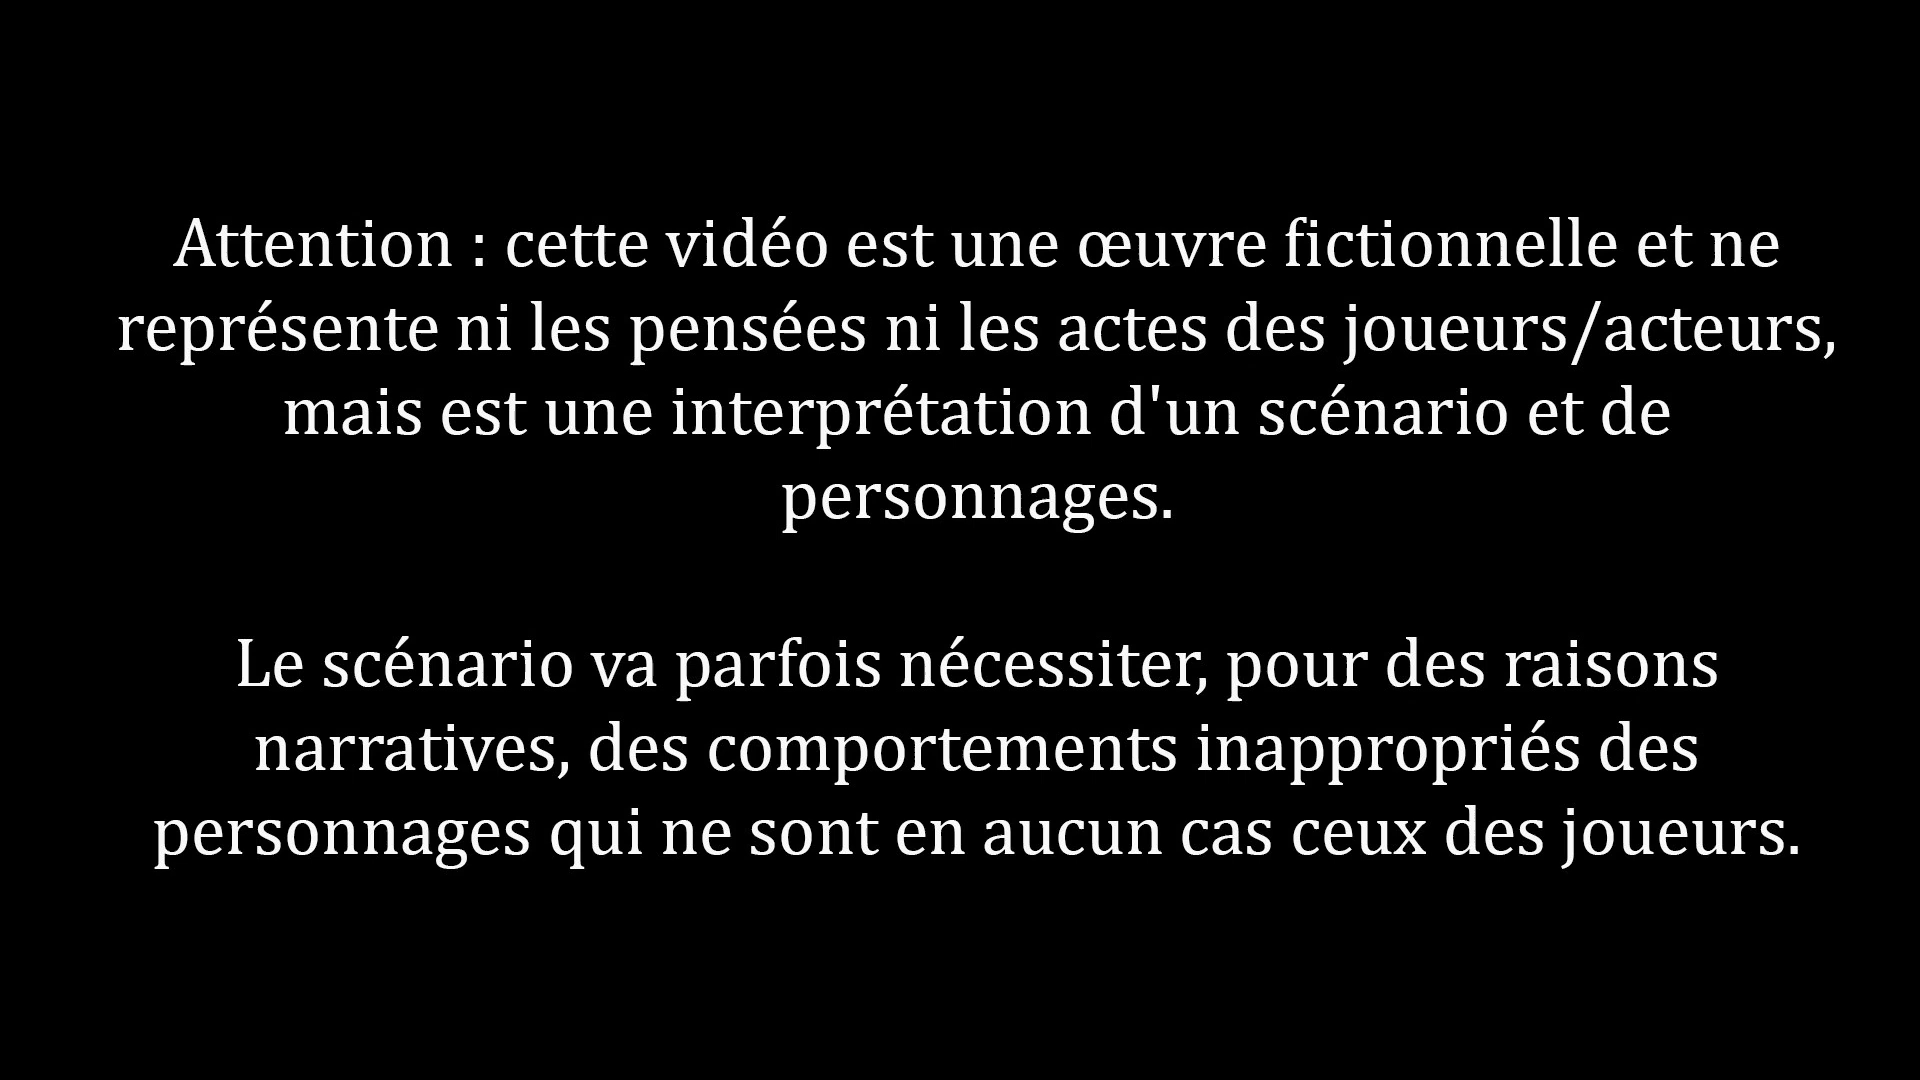 Attention : cette vidéo est une œuvre fictionnelle et ne
représente ni les pensées ni les actes des joueurs/acteurs,
mais est une interprétation d'un scénario et de
personnages.
Le scénario va parfois nécessiter, pour des raisons
narratives, des comportements inappropriés des
personnages qui ne sont en aucun cas ceux des joueurs.